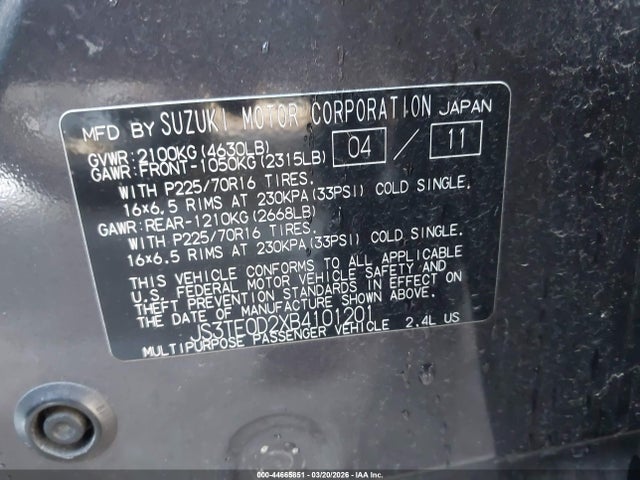 MFD BY SUZUKI MOTOR CORPORATION JAPAN
GVWR:2100KG(4630LB) 04 / 11
GAWR:FRONT-1050KG(2315LB)
WITH P225/70R16 TIRES.
16x6.5 RIMS AT 230KPA(33PSI) COLD SINGLE.
GAWR:REAR-1210KG(2668LB)
WITH P225/70R16 TIRES.
16x6.5 RIMS AT 230KPA(33PSI) COLD SINGLE.
THIS VEHICLE CONFORMS TO ALL APPLICABLE
U.S. FEDERAL MOTOR VEHICLE SAFETY AND
THEFT PREVENTION STANDARDS IN EFFECT ON
THE DATE OF MANUFACTURE SHOWN ABOVE.
JS3TE0D2XB4101201
MULTIPURPOSE PASSENGER VEHICLE 2.4L US
000-44665851 - 03/20/2026 - IAA Inc.